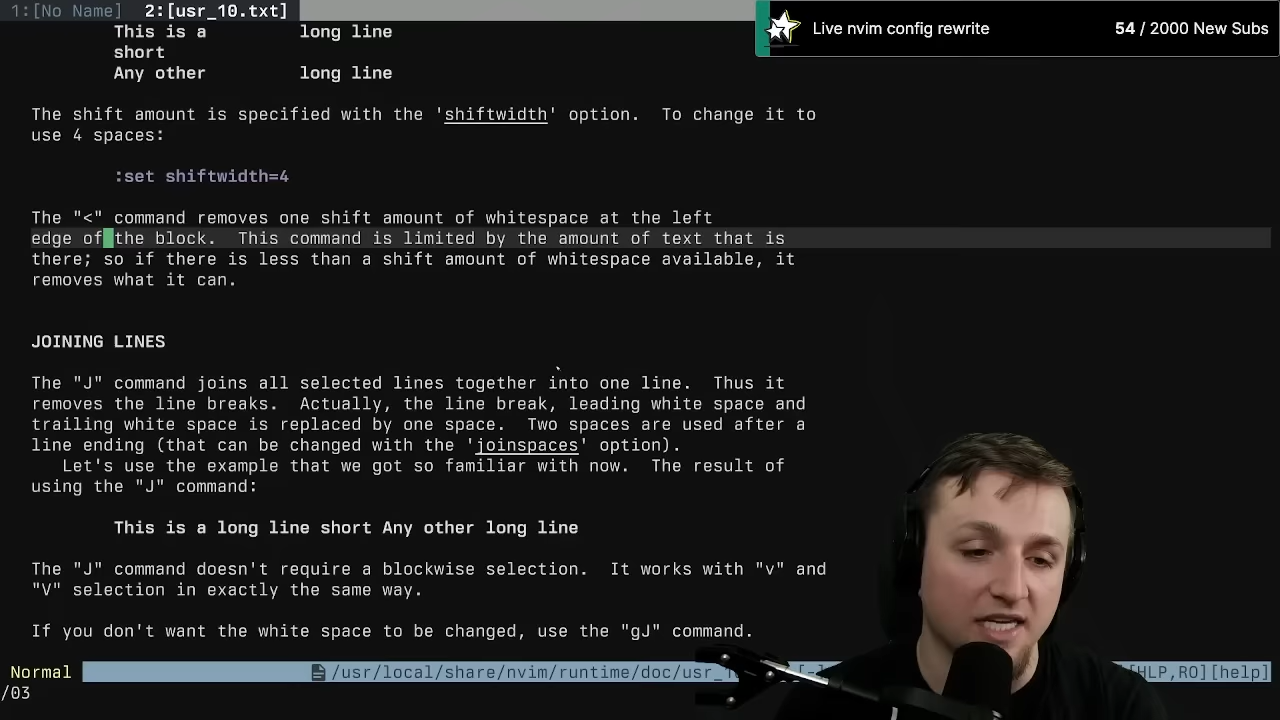 1:[No Name]  2:[usr_10.txt]
Live nvim config rewrite  54 / 2000 New Subs
This is a         long line
short
Any other         long line
The shift amount is specified with the 'shiftwidth' option.  To change it to
use 4 spaces:
:set shiftwidth=4
The "<" command removes one shift amount of whitespace at the left
edge of the block.  This command is limited by the amount of text that is
there; so if there is less than a shift amount of whitespace available, it
removes what it can.
JOINING LINES
The "J" command joins all selected lines together into one line.  Thus it
removes the line breaks.  Actually, the line break, leading white space and
trailing white space is replaced by one space.  Two spaces are used after a
line ending (that can be changed with the 'joinspaces' option).
Let's use the example that we got so familiar with now.  The result of
using the "J" command:
This is a long line short Any other long line
The "J" command doesn't require a blockwise selection.  It works with "v" and
"V" selection in exactly the same way.
If you don't want the white space to be changed, use the "gJ" command.
Normal  /usr/local/share/nvim/runtime/doc/usr_1 [-] [HLP,RO][help]
/03